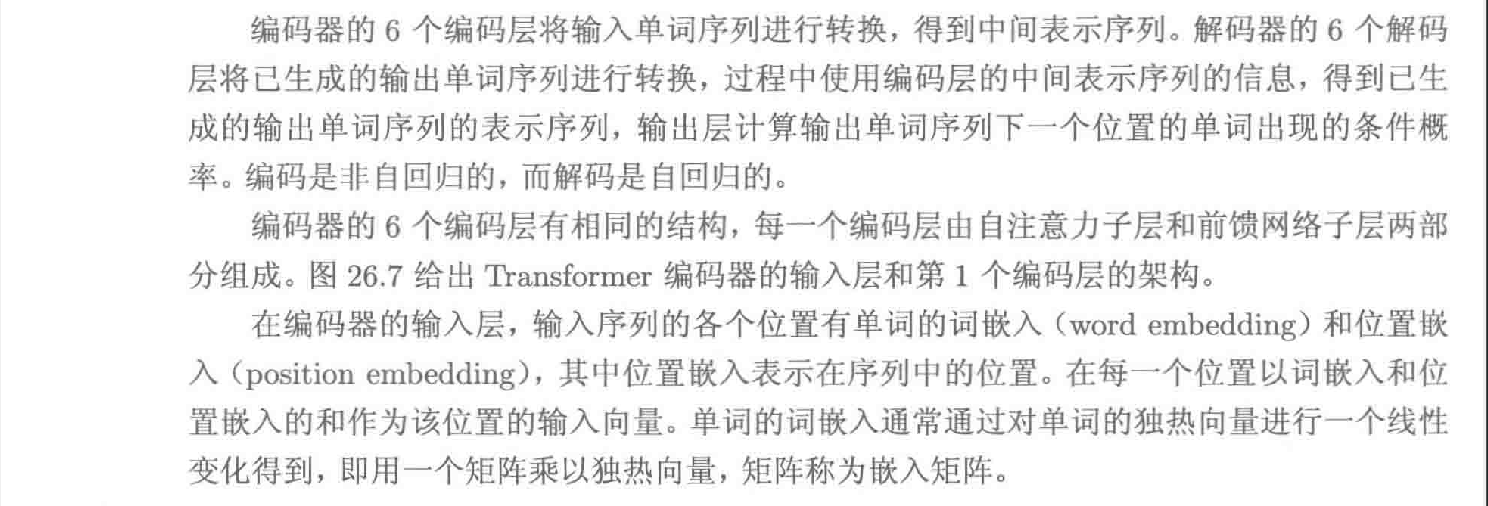 编码器的 6 个编码层将输入单词序列进行转换，得到中间表示序列。解码器的 6 个解码
层将已生成的输出单词序列进行转换，过程中使用编码层的中间表示序列的信息，得到已生
成的输出单词序列的表示序列，输出层计算输出单词序列下一个位置的单词出现的条件概
率。编码是非自回归的，而解码是自回归的。
编码器的 6 个编码层有相同的结构，每一个编码层由自注意力子层和前馈网络子层两部
分组成。图 26.7 给出 Transformer 编码器的输入层和第 1 个编码层的架构。
在编码器的输入层，输入序列的各个位置有单词的词嵌入（word embedding）和位置嵌
入（position embedding），其中位置嵌入表示在序列中的位置。在每一个位置以词嵌入和位
置嵌入的和作为该位置的输入向量。单词的词嵌入通常通过对单词的独热向量进行一个线性
变化得到，即用一个矩阵乘以独热向量，矩阵称为嵌入矩阵。